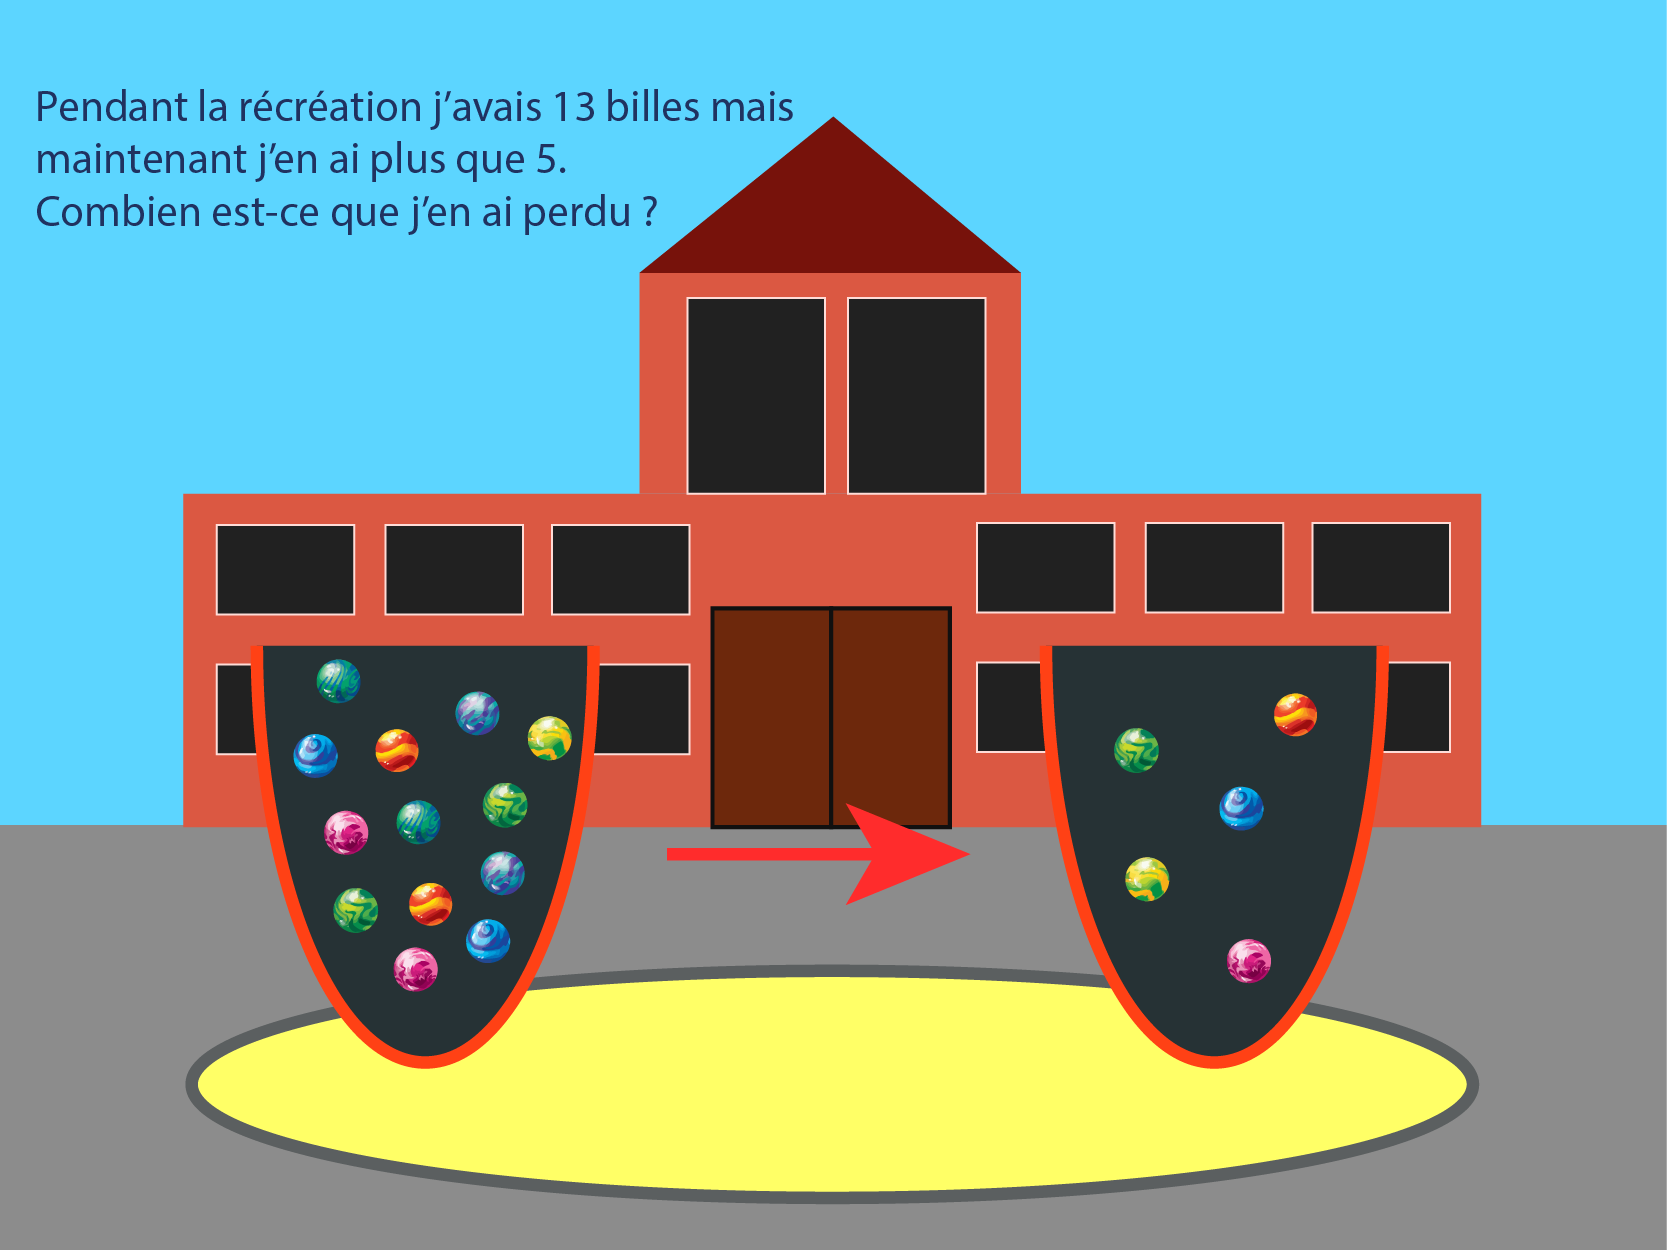 Pendant la récréation j’avais 13 billes mais
maintenant j’en ai plus que 5.
Combien est-ce que j’en ai perdu ?